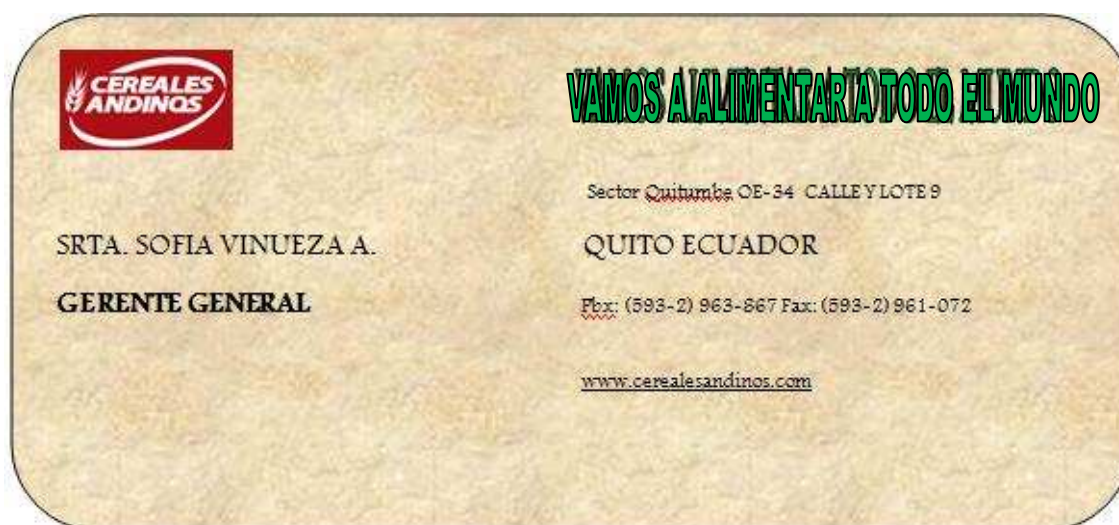 CEREALES
ANDINOS
VAMOS A ALIMENTAR A TODO EL MUNDO
Sector Quitumbe OE-34 CALLE Y LOTE 9
SRTA. SOFIA VINUEZA A.
QUITO ECUADOR
GERENTE GENERAL
Pbx: (593-2) 963-867 Fax: (593-2) 961-072
www.cerealesandinos.com